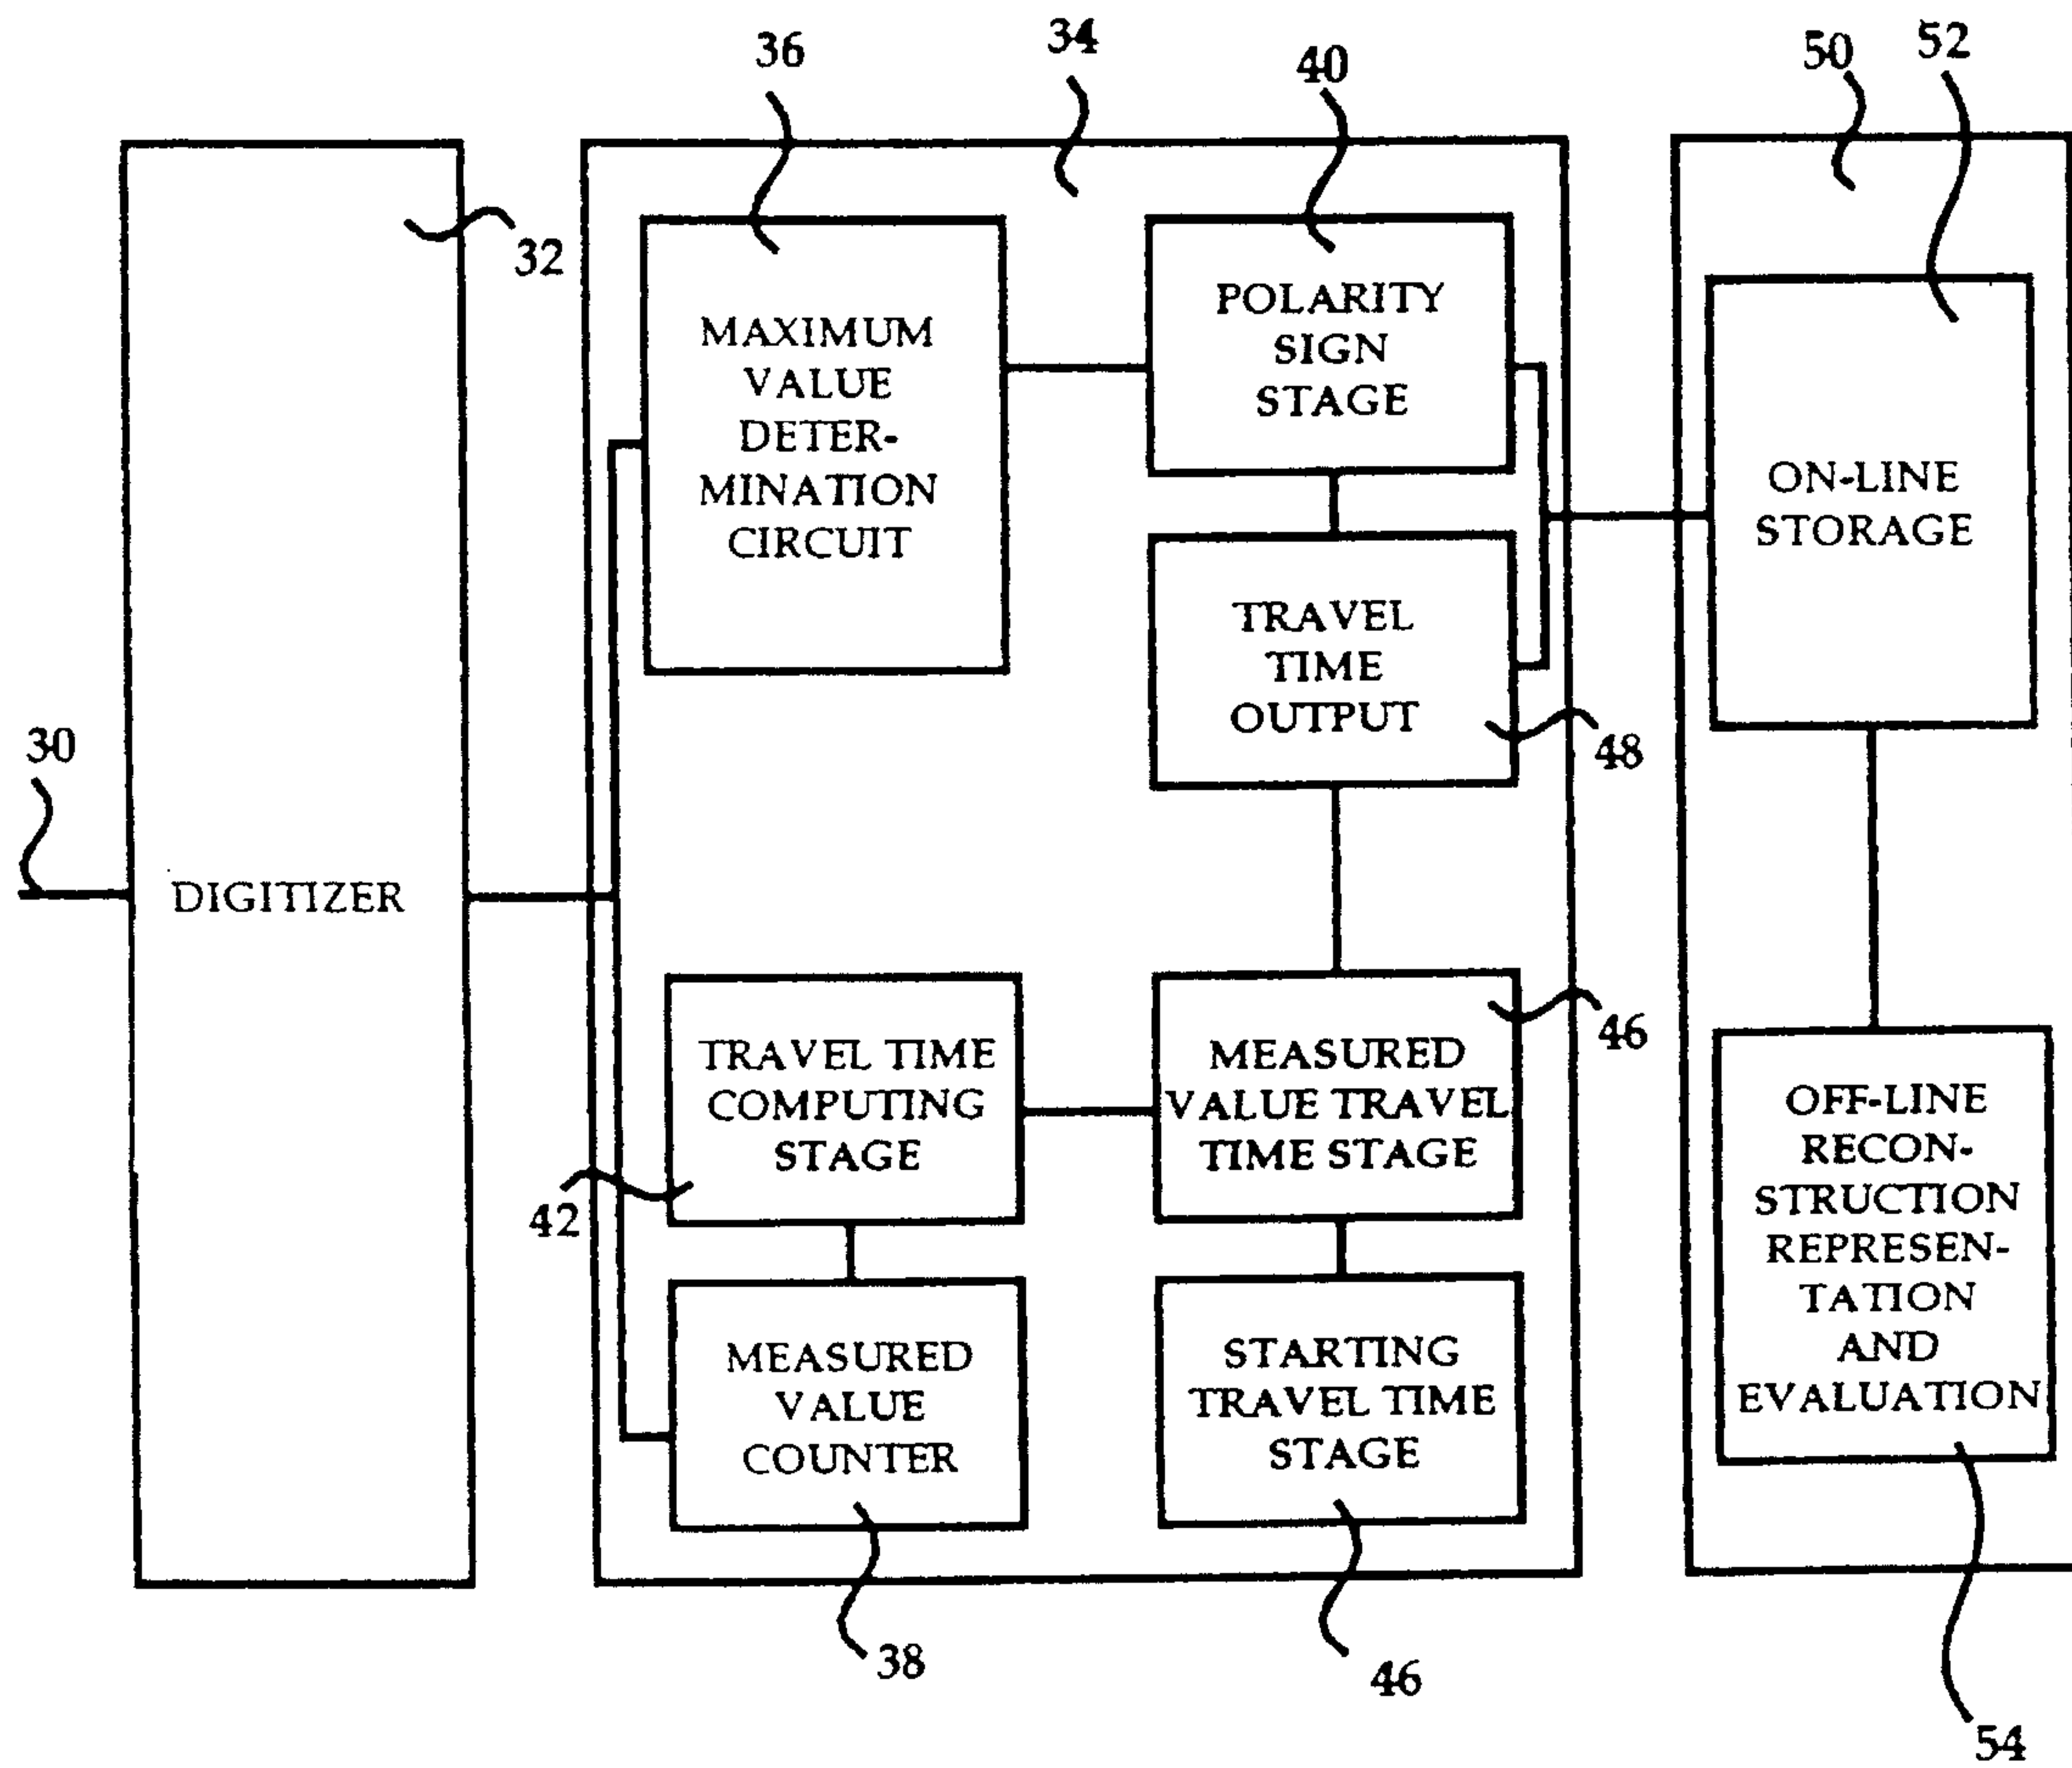 36
34
40
50
52
32
MAXIMUM
VALUE
DETER-
MINATION
CIRCUIT
POLARITY
SIGN
STAGE
ON-LINE
STORAGE
TRAVEL
TIME
OUTPUT
48
30
DIGITIZER
TRAVEL TIME
COMPUTING
STAGE
42
MEASURED
VALUE TRAVEL
TIME STAGE
46
OFF-LINE
RECON-
STRUCTION
REPRESEN-
TATION
AND
EVALUATION
MEASURED
VALUE
COUNTER
STARTING
TRAVEL TIME
STAGE
38
46
54